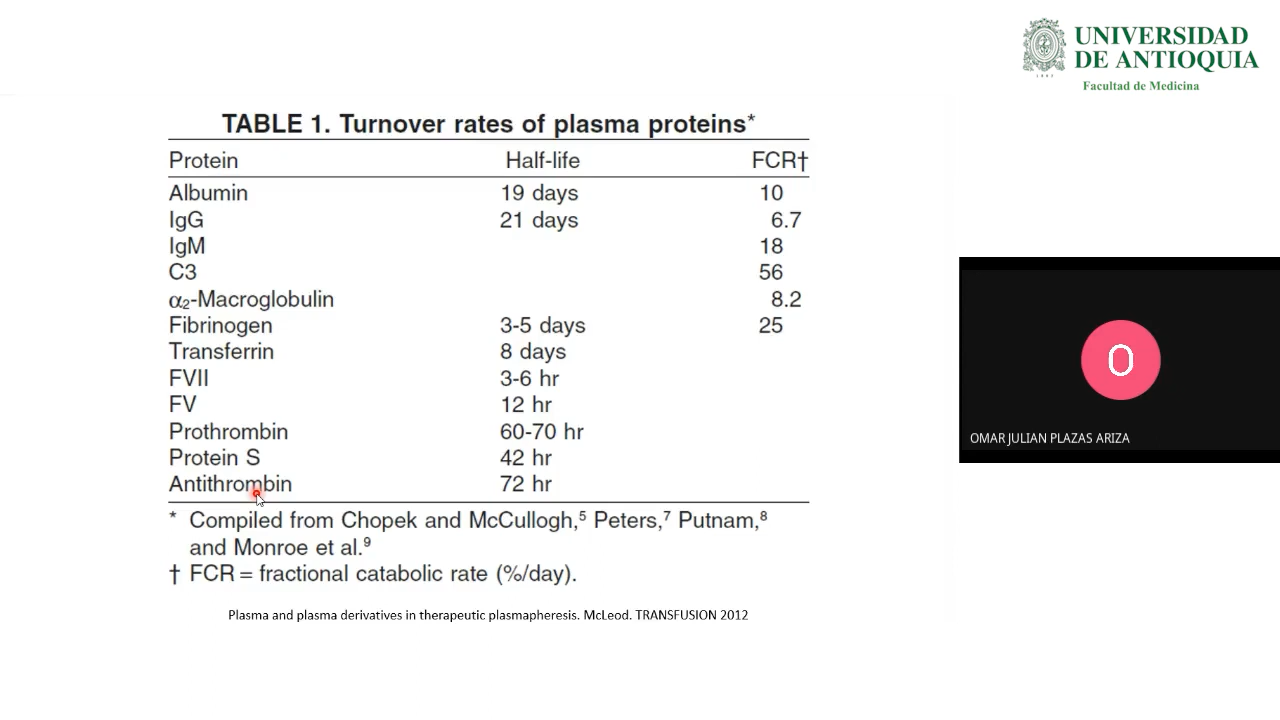 UNIVERSIDAD
DE ANTIOQUIA
1803
Facultad de Medicina
TABLE 1. Turnover rates of plasma proteins*
Protein Half-life FCR†
Albumin 19 days 10
IgG 21 days 6.7
IgM 18
C3 56
α2-Macroglobulin 8.2
Fibrinogen 3-5 days 25
Transferrin 8 days
FVII 3-6 hr
FV 12 hr
Prothrombin 60-70 hr
Protein S 42 hr
Antithrombin 72 hr
* Compiled from Chopek and McCullogh,5 Peters,7 Putnam,8
and Monroe et al.9
† FCR = fractional catabolic rate (%/day).
Plasma and plasma derivatives in therapeutic plasmapheresis. McLeod. TRANSFUSION 2012
O
OMAR JULIAN PLAZAS ARIZA